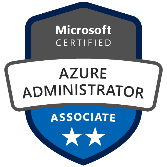 Microsoft
CERTIFIED
AZURE
ADMINISTRATOR
ASSOCIATE